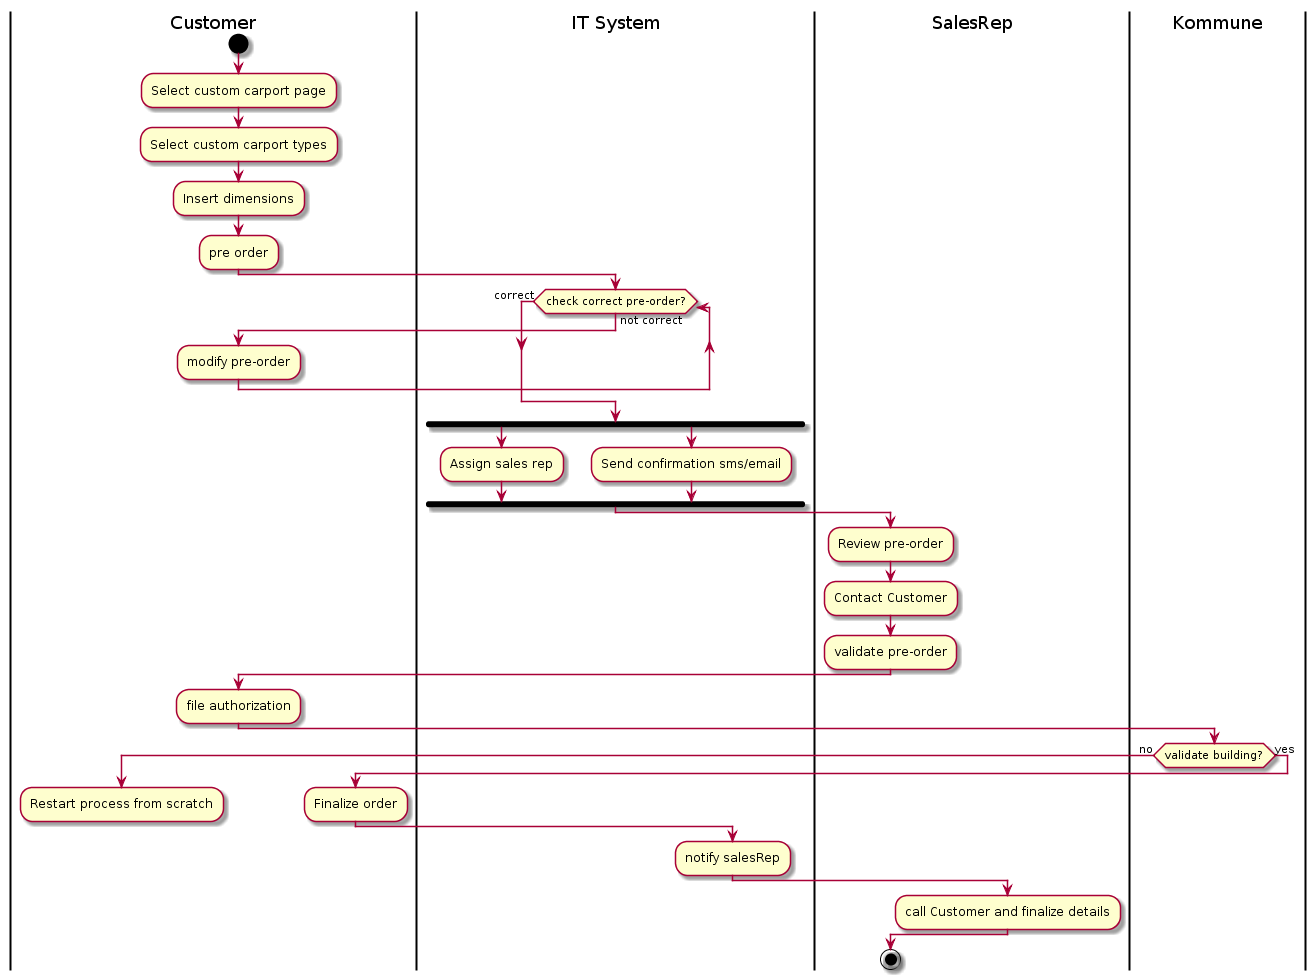 Customer
IT System
SalesRep
Kommune
Select custom carport page
Select custom carport types
Insert dimensions
pre order
correct
check correct pre-order?
not correct
modify pre-order
Assign sales rep
Send confirmation sms/email
Review pre-order
Contact Customer
validate pre-order
file authorization
no
validate building?
yes
Restart process from scratch
Finalize order
notify salesRep
call Customer and finalize details